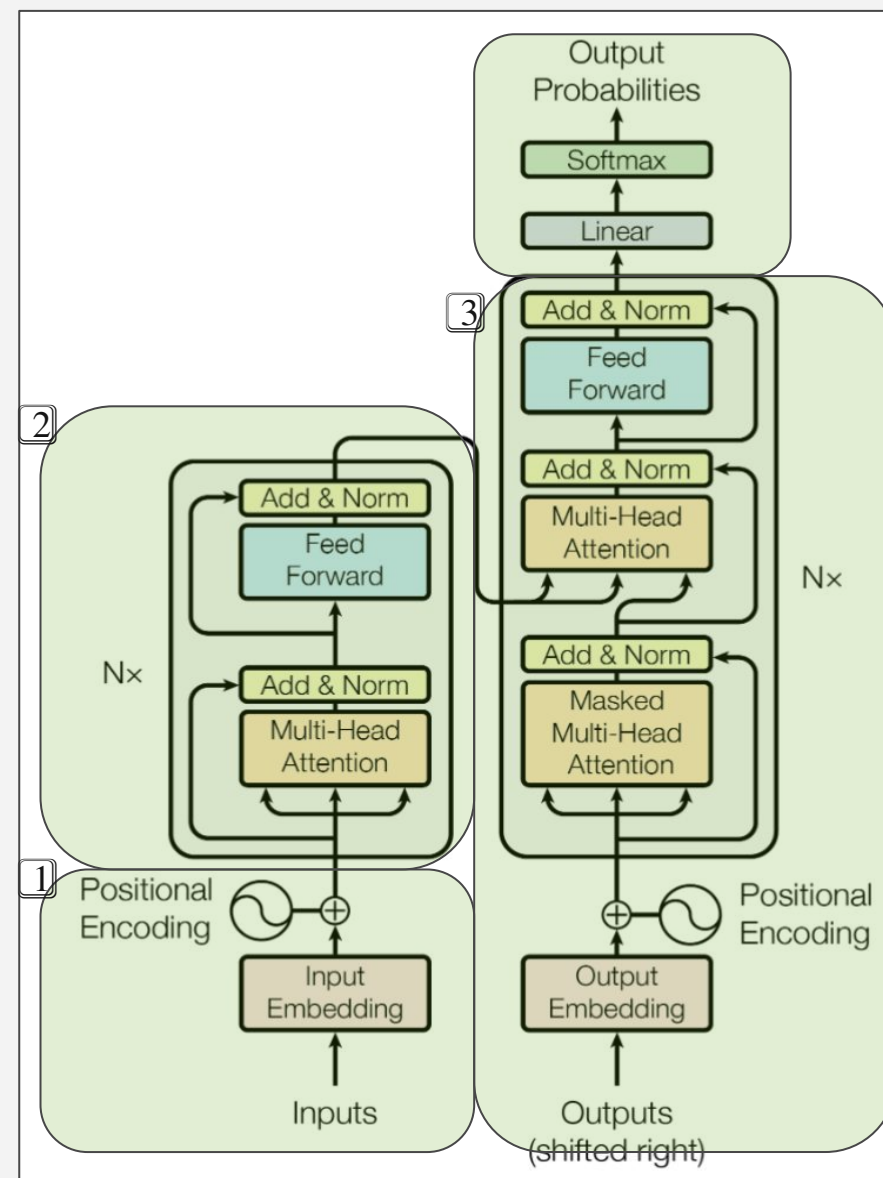 Output
Probabilities
Softmax
Linear
3
Add & Norm
Feed
Forward
Add & Norm
Multi-Head
Attention
Nx
Add & Norm
Masked
Multi-Head
Attention
2
Add & Norm
Feed
Forward
Nx
Add & Norm
Multi-Head
Attention
1
Positional
Encoding
Input
Embedding
Inputs
Positional
Encoding
Output
Embedding
Outputs
(shifted right)